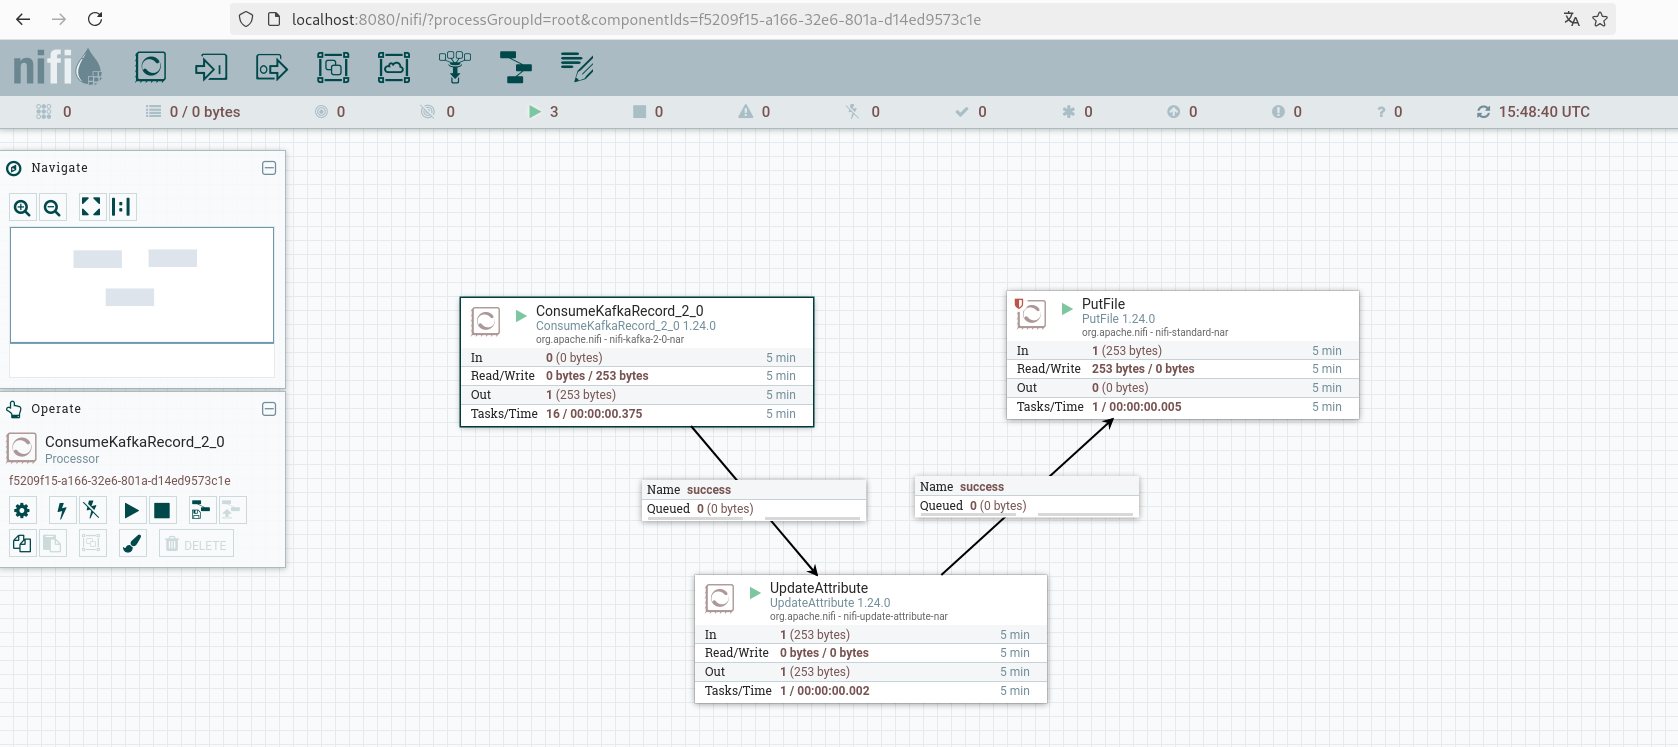 localhost:8080/nifi/?processGroupId=root&componentIds=f5209f15-a166-32e6-801a-d14ed9573c1e
nifi
0 0 / 0 bytes 0 0 3 0 0 0 0 0 0 0 ? 0 15:48:40 UTC
Navigate
Operate
ConsumeKafkaRecord_2_0
Processor
f5209f15-a166-32e6-801a-d14ed9573c1e
DELETE
ConsumeKafkaRecord_2_0
ConsumeKafkaRecord_2_0 1.24.0
org.apache.nifi - nifi-kafka-2-0-nar
In 0 (0 bytes) 5 min
Read/Write 0 bytes / 253 bytes 5 min
Out 1 (253 bytes) 5 min
Tasks/Time 16 / 00:00:00.375 5 min
PutFile
PutFile 1.24.0
org.apache.nifi - nifi-standard-nar
In 1 (253 bytes) 5 min
Read/Write 253 bytes / 0 bytes 5 min
Out 0 (0 bytes) 5 min
Tasks/Time 1 / 00:00:00.005 5 min
Name success
Queued 0 (0 bytes)
Name success
Queued 0 (0 bytes)
UpdateAttribute
UpdateAttribute 1.24.0
org.apache.nifi - nifi-update-attribute-nar
In 1 (253 bytes) 5 min
Read/Write 0 bytes / 0 bytes 5 min
Out 1 (253 bytes) 5 min
Tasks/Time 1 / 00:00:00.002 5 min